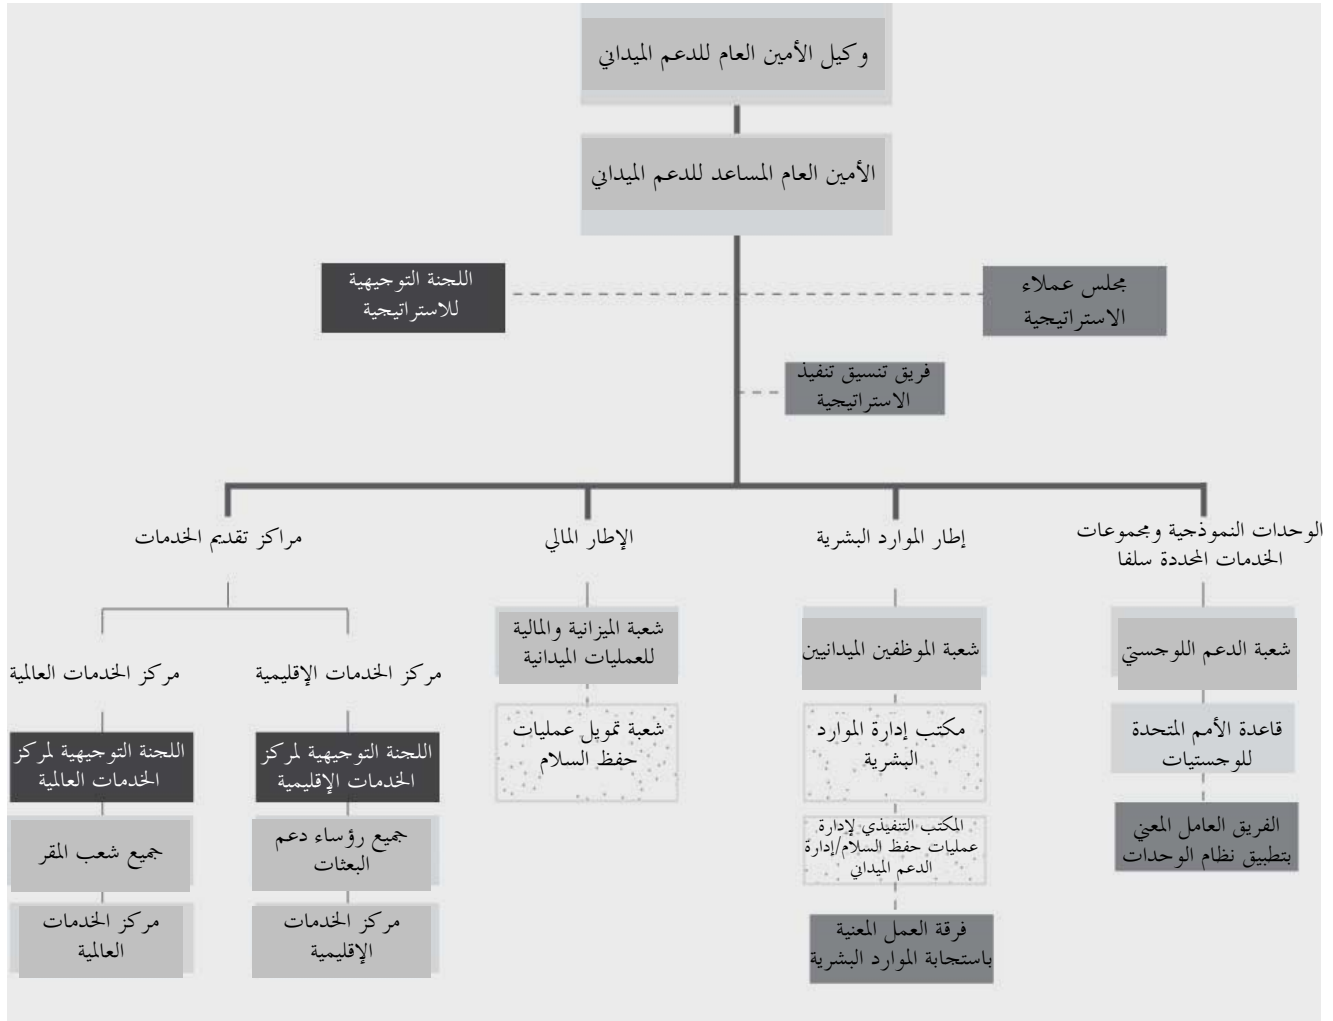 وكيل الأمين العام للدعم الميداني
الأمين العام المساعد للدعم الميداني
مجلس عملاء
الاستراتيجية
اللجنة التوجيهية
للاستراتيجية
فريق تنسيق تنفيذ
الاستراتيجية
الوحدات النموذجية ومجموعات
الخدمات المحددة سلفا
شعبة الدعم اللوجستي
قاعدة الأمم المتحدة
للوجستيات
الفريق العامل المعني
بتطبيق نظام الوحدات
إطار الموارد البشرية
شعبة الموظفين الميدانيين
مكتب إدارة الموارد
البشرية
المكتب التنفيذي لإدارة
عمليات حفظ السلام/إدارة
الدعم الميداني
فرقة العمل المعنية
باستجابة الموارد البشرية
الإطار المالي
شعبة الميزانية والمالية
للعمليات الميدانية
شعبة تمويل عمليات
حفظ السلام
مراكز تقديم الخدمات
مركز الخدمات الإقليمية
اللجنة التوجيهية لمركز
الخدمات الإقليمية
جميع رؤساء دعم
البعثات
مركز الخدمات
الإقليمية
مركز الخدمات العالمية
اللجنة التوجيهية لمركز
الخدمات العالمية
جميع شعب المقر
مركز الخدمات
العالمية